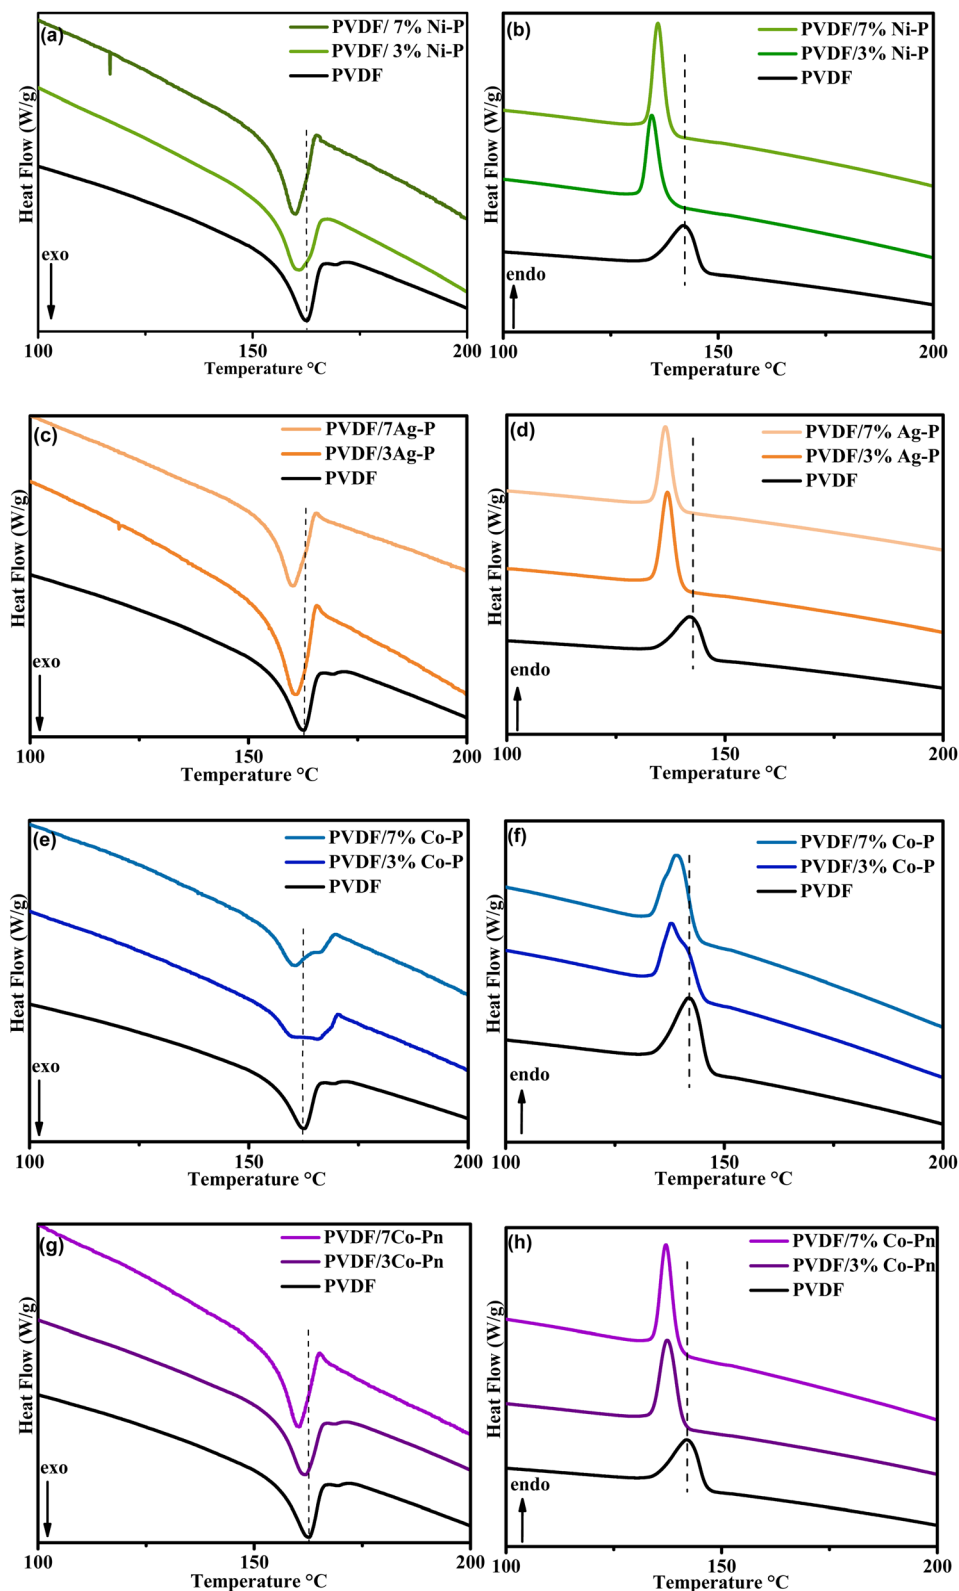 (a)
PVDF/ 7% Ni-P
PVDF/ 3% Ni-P
PVDF
Heat Flow (W/g)
exo
100
150
200
Temperature °C
(b)
PVDF/7% Ni-P
PVDF/3% Ni-P
PVDF
Heat Flow (W/g)
endo
100
150
200
Temperature °C
(c)
PVDF/7Ag-P
PVDF/3Ag-P
PVDF
Heat Flow (W/g)
exo
100
150
200
Temperature °C
(d)
PVDF/7% Ag-P
PVDF/3% Ag-P
PVDF
Heat Flow (W/g)
endo
100
150
200
Temperature °C
(e)
PVDF/7% Co-P
PVDF/3% Co-P
PVDF
Heat Flow (W/g)
exo
100
150
200
Temperature °C
(f)
PVDF/7% Co-P
PVDF/3% Co-P
PVDF
Heat Flow (W/g)
endo
100
150
200
Temperature °C
(g)
PVDF/7Co-Pn
PVDF/3Co-Pn
PVDF
Heat Flow (W/g)
exo
100
150
200
Temperature °C
(h)
PVDF/7% Co-Pn
PVDF/3% Co-Pn
PVDF
Heat Flow (W/g)
endo
100
150
200
Temperature °C